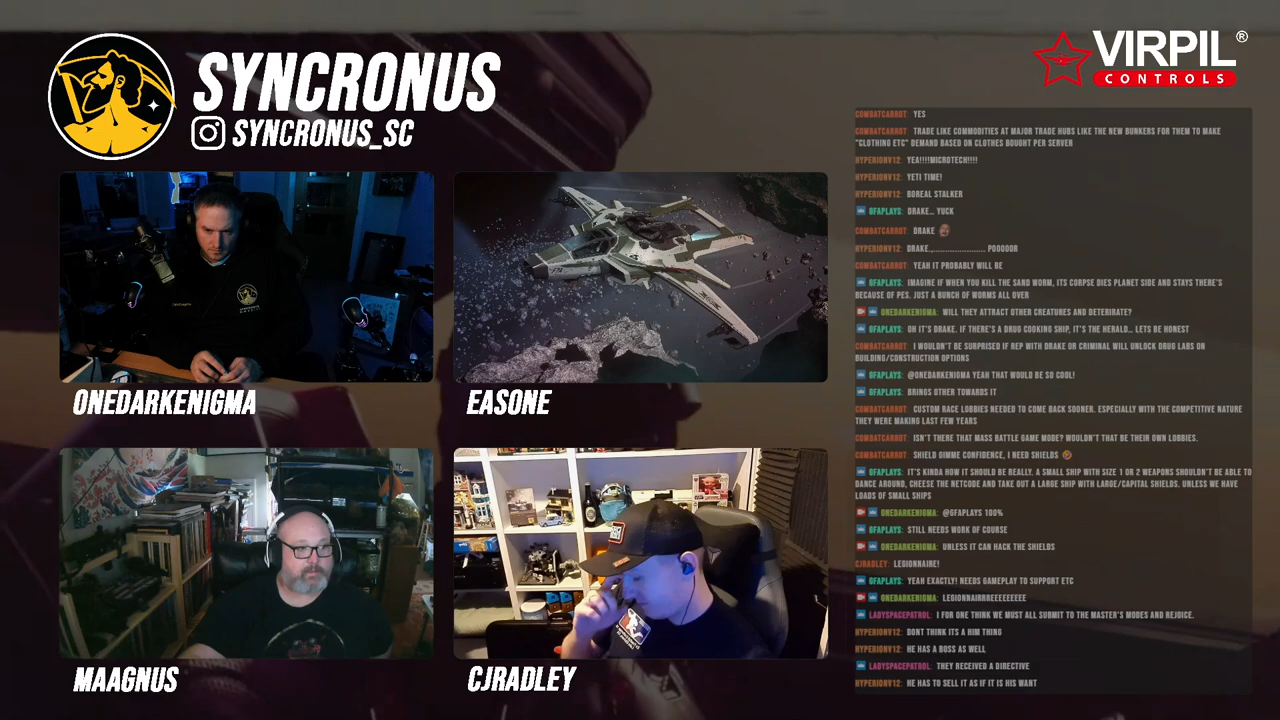 SYNCRONUS
SYNCRONUS_SC
VIRPIL®
CONTROLS
ONEDARKENIGMA
EASONE
MAAGNUS
CJRADLEY
COMBATCARROT: YES
COMBATCARROT: TRADE LIKE COMMODITIES AT MAJOR TRADE HUBS LIKE THE NEW BUNKERS FOR THEM TO MAKE
"CLOTHING ETC" DEMAND BASED ON CLOTHES BOUGHT PER SERVER
HYPERIONV12: YEA!!!!MICROTECH!!!!
HYPERIONV12: YETI TIME!
HYPERIONV12: BOREAL STALKER
GFAPLAYS: DRAKE... YUCK
COMBATCARROT: DRAKE
HYPERIONV12: DRAKE........................ POOOOOR
COMBATCARROT: YEAH IT PROBABLY WILL BE
GFAPLAYS: IMAGINE IF WHEN YOU KILL THE SAND WORM, ITS CORPSE DIES PLANET SIDE AND STAYS THERE'S
BECAUSE OF PES. JUST A BUNCH OF WORMS ALL OVER
ONEDARKENIGMA: WILL THEY ATTRACT OTHER CREATURES AND DETERIRATE?
GFAPLAYS: OH IT'S DRAKE. IF THERE'S A DRUG COOKING SHIP, IT'S THE HERALD... LETS BE HONEST
COMBATCARROT: I WOULDN'T BE SURPRISED IF REP WITH DRAKE OR CRIMINAL WILL UNLOCK DRUG LABS ON
BUILDING/CONSTRUCTION OPTIONS
GFAPLAYS: @ONEDARKENIGMA YEAH THAT WOULD BE SO COOL!
GFAPLAYS: BRINGS OTHER TOWARDS IT
COMBATCARROT: CUSTOM RACE LOBBIES NEEDED TO COME BACK SOONER. ESPECIALLY WITH THE COMPETITIVE NATURE
THEY WERE MAKING LAST FEW YEARS
COMBATCARROT: ISN'T THERE THAT MASS BATTLE GAME MODE? WOULDN'T THAT BE THEIR OWN LOBBIES.
COMBATCARROT: SHIELD GIMME CONFIDENCE, I NEED SHIELDS
GFAPLAYS: IT'S KINDA HOW IT SHOULD BE REALLY. A SMALL SHIP WITH SIZE 1 OR 2 WEAPONS SHOULDN'T BE ABLE TO
DANCE AROUND, CHEESE THE NETCODE AND TAKE OUT A LARGE SHIP WITH LARGE/CAPITAL SHIELDS. UNLESS WE HAVE
LOADS OF SMALL SHIPS
ONEDARKENIGMA: @GFAPLAYS 100%
GFAPLAYS: STILL NEEDS WORK OF COURSE
ONEDARKENIGMA: UNLESS IT CAN HACK THE SHIELDS
CJRADLEY: LEGIONNAIRE!
GFAPLAYS: YEAH EXACTLY! NEEDS GAMEPLAY TO SUPPORT ETC
ONEDARKENIGMA: LEGIONNAIRRREEEEEEEEE
LADYSPACEPATROL: I FOR ONE THINK WE MUST ALL SUBMIT TO THE MASTER'S MODES AND REJOICE.
HYPERIONV12: DONT THINK ITS A HIM THING
HYPERIONV12: HE HAS A BOSS AS WELL
LADYSPACEPATROL: THEY RECEIVED A DIRECTIVE
HYPERIONV12: HE HAS TO SELL IT AS IF IT IS HIS WANT